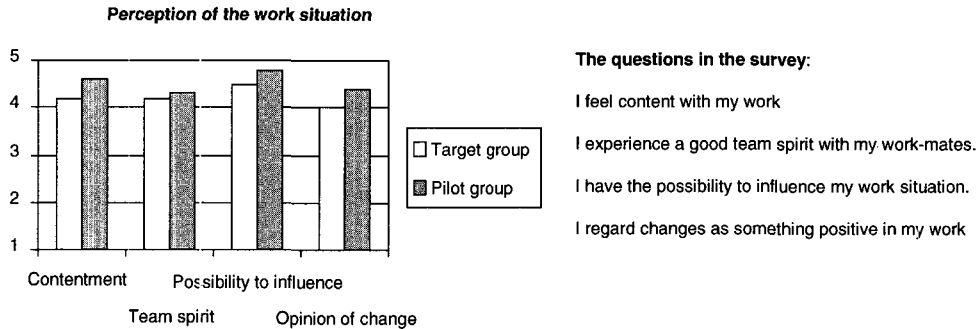 Perception of the work situation
5
4
3
2
1
Contentment
Team spirit
Possibility to influence
Opinion of change
Target group
Pilot group
The questions in the survey:
I feel content with my work
I experience a good team spirit with my work-mates.
I have the possibility to influence my work situation.
I regard changes as something positive in my work